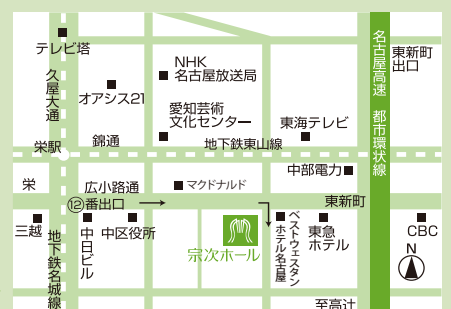 テレビ塔
久屋大通
オアシス21
NHK
名古屋放送局
愛知芸術
文化センター
東海テレビ
名古屋高速 都市環状線
東新町
出口
栄駅
錦通
地下鉄東山線
中部電力
栄
広小路通
マクドナルド
東新町
⑫番出口
三越
地下鉄名城線
中日ビル
中区役所
宗次ホール
ベストウェスタン
ホテル名古屋
東急
ホテル
CBC
N
至高辻